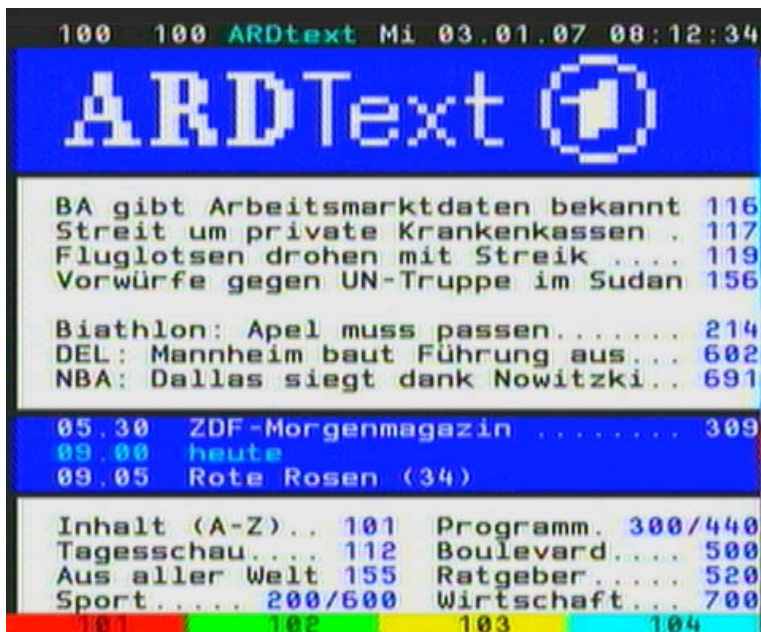 100 100 ARDtext Mi 03.01.07 08:12:34
ARDText 1
BA gibt Arbeitsmarktdaten bekannt 116
Streit um private Krankenkassen . 117
Fluglotsen drohen mit Streik .... 119
Vorwürfe gegen UN-Truppe im Sudan 156
Biathlon: Apel muss passen....... 214
DEL: Mannheim baut Führung aus... 602
NBA: Dallas siegt dank Nowitzki.. 691
05.30 ZDF-Morgenmagazin ........ 309
09.00 heute
09.05 Rote Rosen (34)
Inhalt (A-Z).. 101 Programm. 300/440
Tagesschau.... 112 Boulevard.... 500
Aus aller Welt 155 Ratgeber..... 520
Sport..... 200/600 Wirtschaft... 700
101 102 103 104